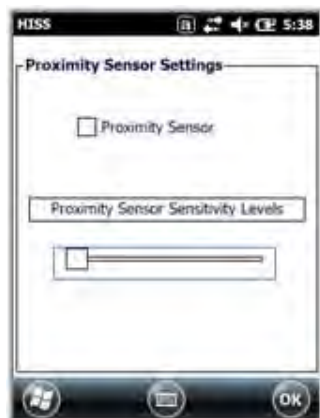 HISS 5:38
Proximity Sensor Settings
Proximity Sensor
Proximity Sensor Sensitivity Levels
OK